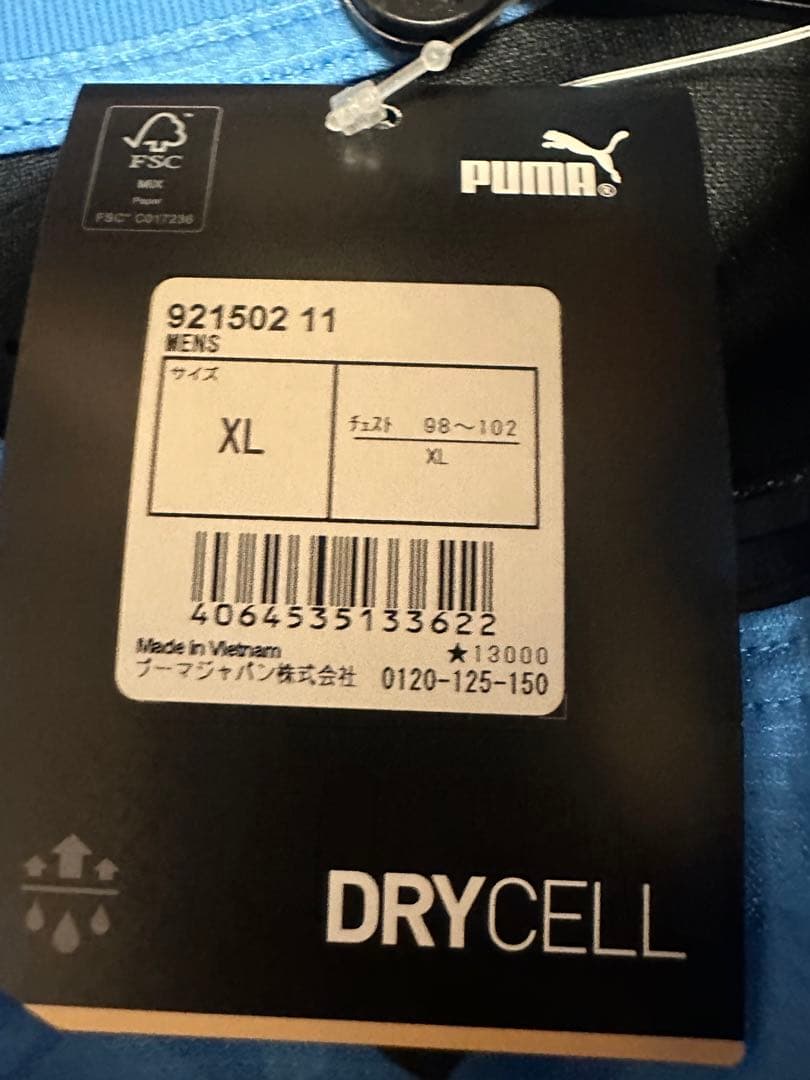 FSC
MIX
Paper
FSC® C017236
PUMA®
921502 11
MENS
サイズ
XL
チェスト 98～102
XL
4064535133622
Made in Vietnam
★13000
プーマジャパン株式会社 0120-125-150
DRYCELL